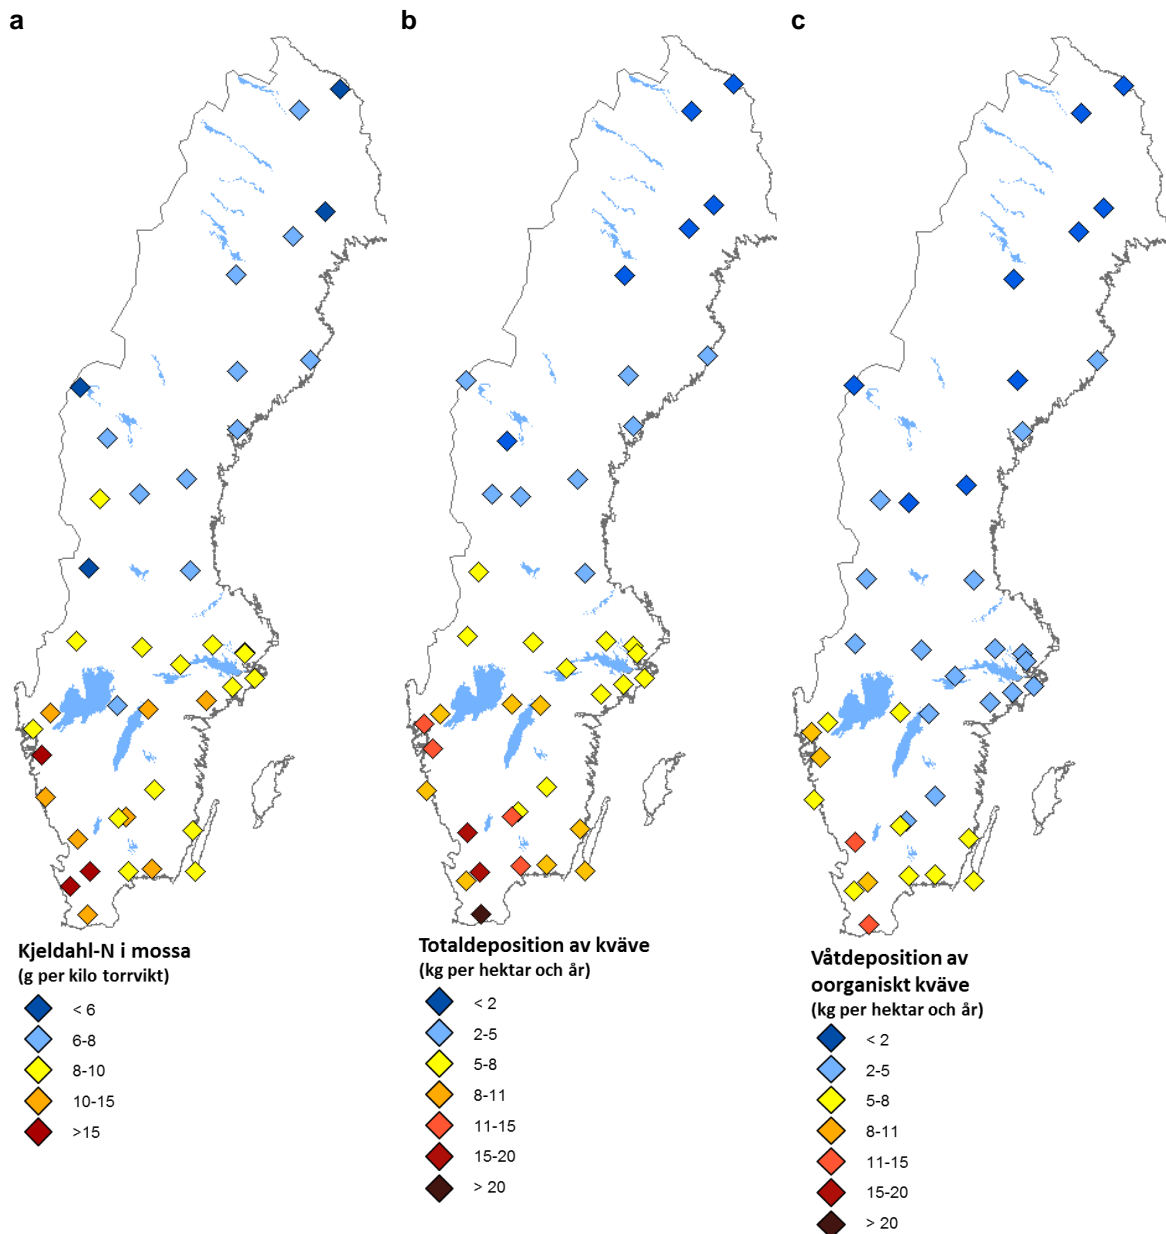 a
b
c
Kjeldahl-N i mossa
(g per kilo torrvikt)
< 6
6-8
8-10
10-15
>15
Totaldeposition av kväve
(kg per hektar och år)
< 2
2-5
5-8
8-11
11-15
15-20
> 20
Våtdeposition av
oorganiskt kväve
(kg per hektar och år)
< 2
2-5
5-8
8-11
11-15
15-20
> 20